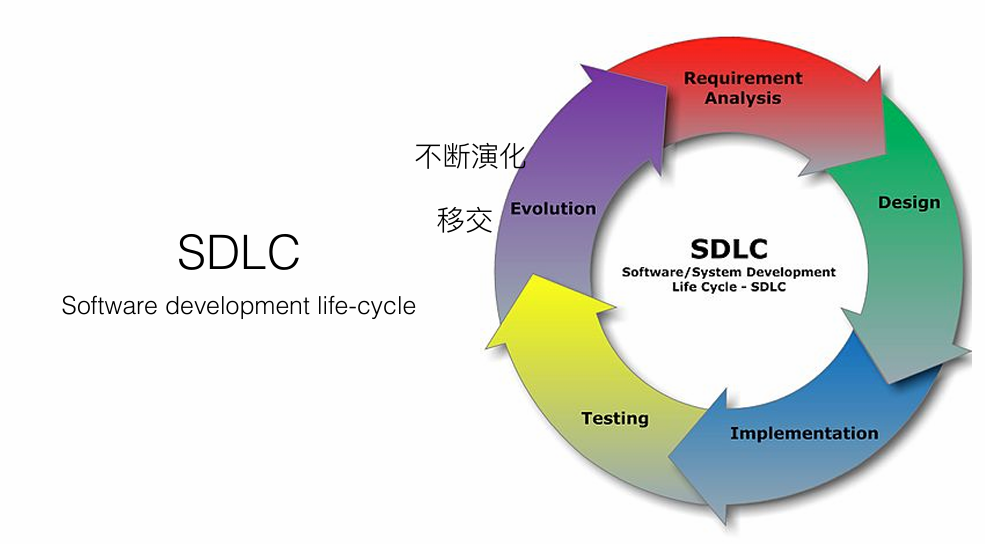 SDLC
Software development life-cycle
不断演化
移交
Requirement
Analysis
Design
Implementation
Testing
Evolution
SDLC
Software/System Development
Life Cycle - SDLC